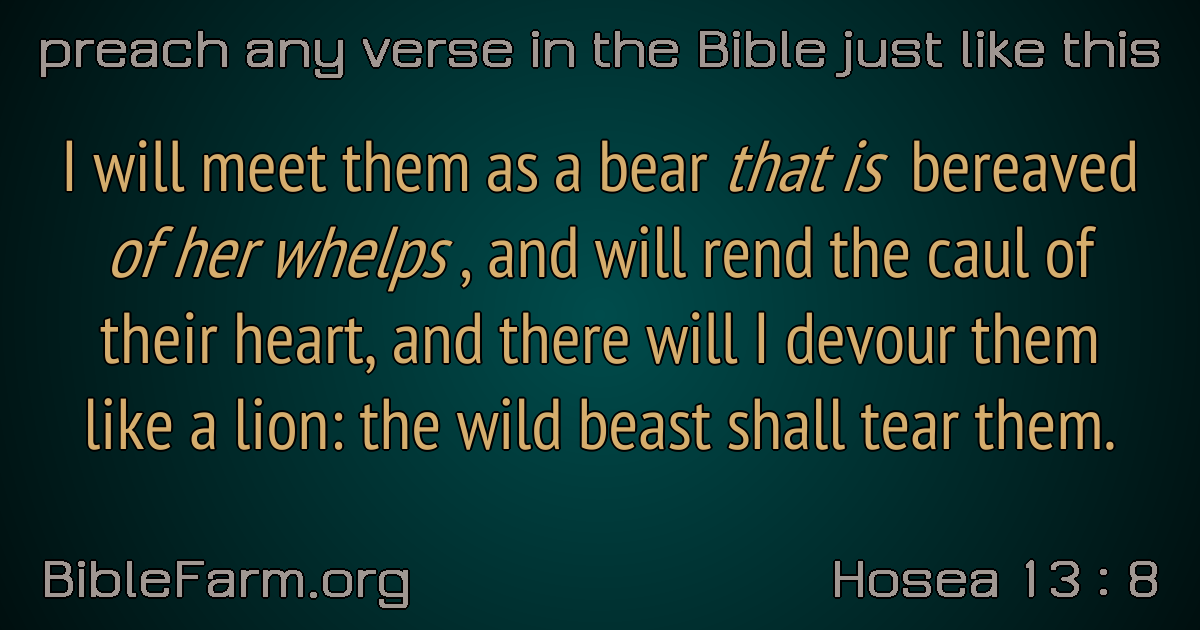 preach any verse in the Bible just like this
I will meet them as a bear that is bereaved
of her whelps , and will rend the caul of
their heart, and there will I devour them
like a lion: the wild beast shall tear them.
BibleFarm.org
Hosea 13 : 8